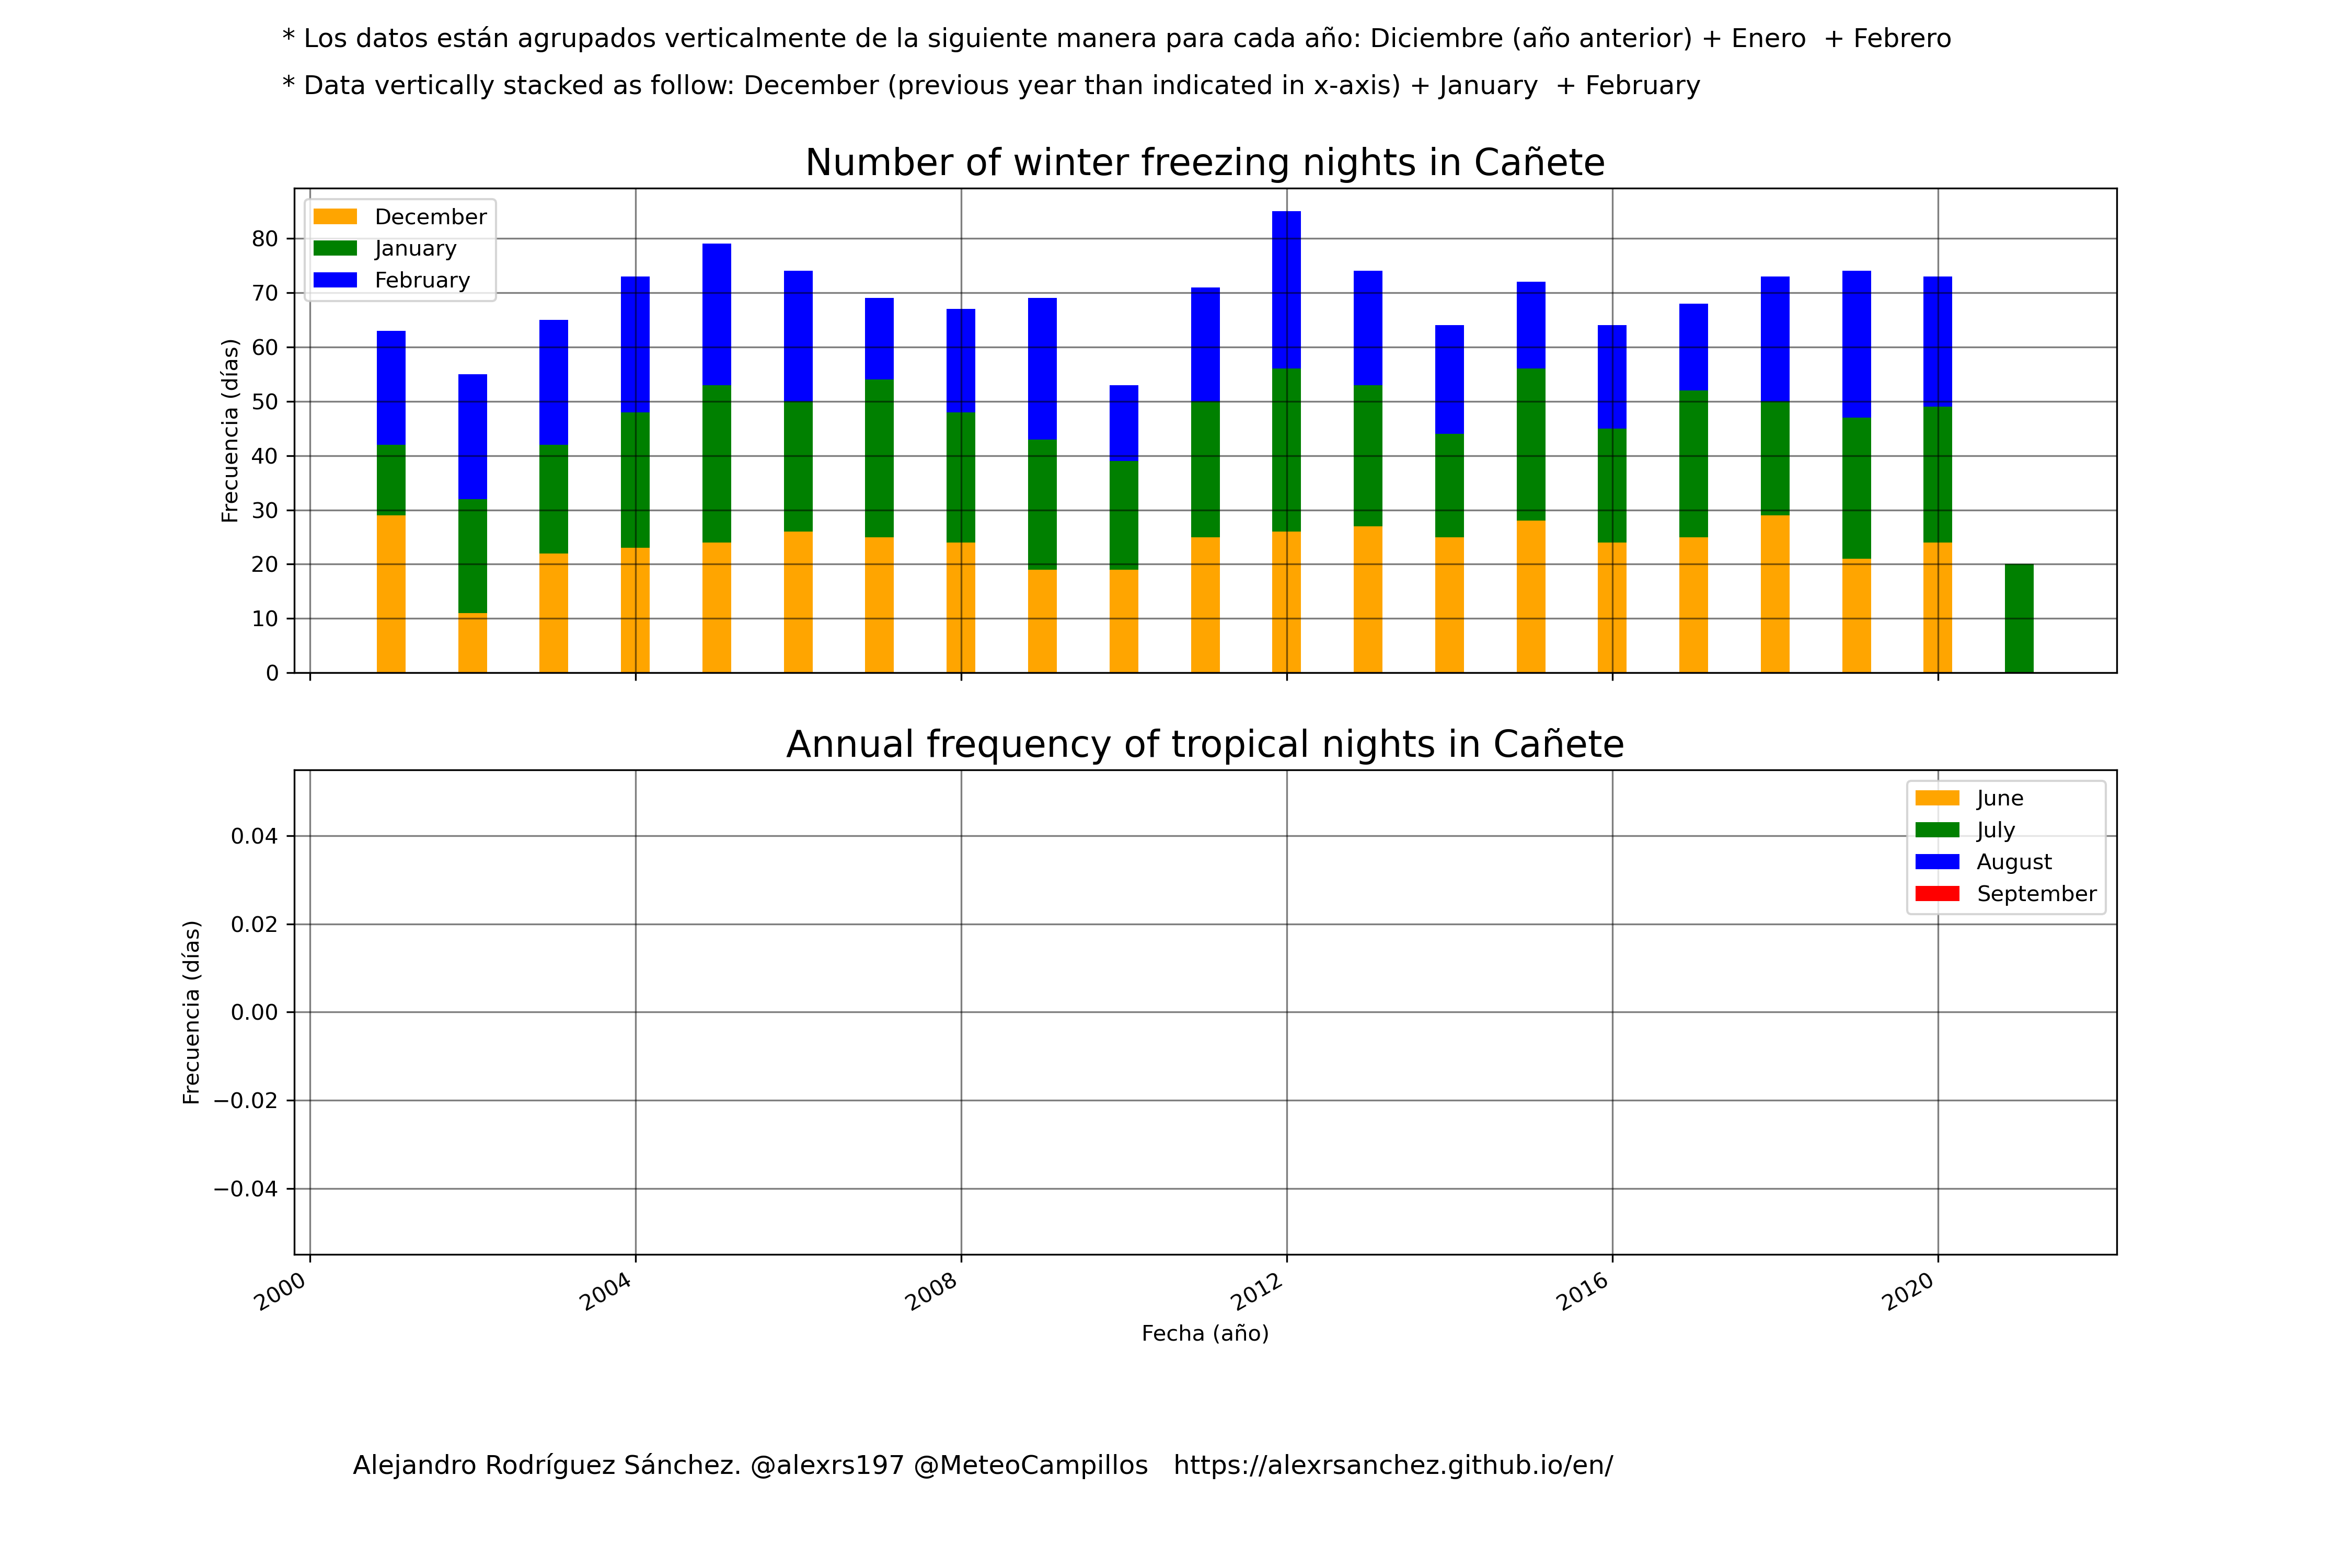 * Los datos están agrupados verticalmente de la siguiente manera para cada año: Diciembre (año anterior) + Enero  + Febrero
* Data vertically stacked as follow: December (previous year than indicated in x-axis) + January  + February
Number of winter freezing nights in Cañete
December
January
February
Frecuencia (días)
80
70
60
50
40
30
20
10
0
Annual frequency of tropical nights in Cañete
June
July
August
September
Frecuencia (días)
0.04
0.02
0.00
−0.02
−0.04
2000
2004
2008
2012
2016
2020
Fecha (año)
Alejandro Rodríguez Sánchez. @alexrs197 @MeteoCampillos   https://alexrsanchez.github.io/en/